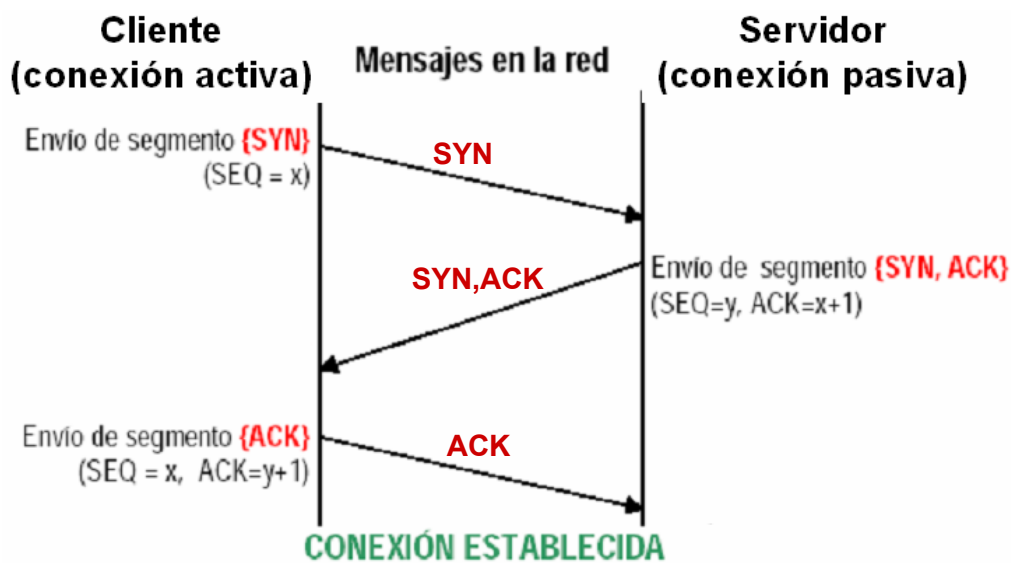 Cliente
(conexión activa)
Mensajes en la red
Servidor
(conexión pasiva)
Envío de segmento {SYN}
(SEQ = x)
SYN
SYN,ACK
Envío de segmento {SYN, ACK}
(SEQ=y, ACK=x+1)
Envío de segmento {ACK}
(SEQ = x, ACK=y+1)
ACK
CONEXIÓN ESTABLECIDA